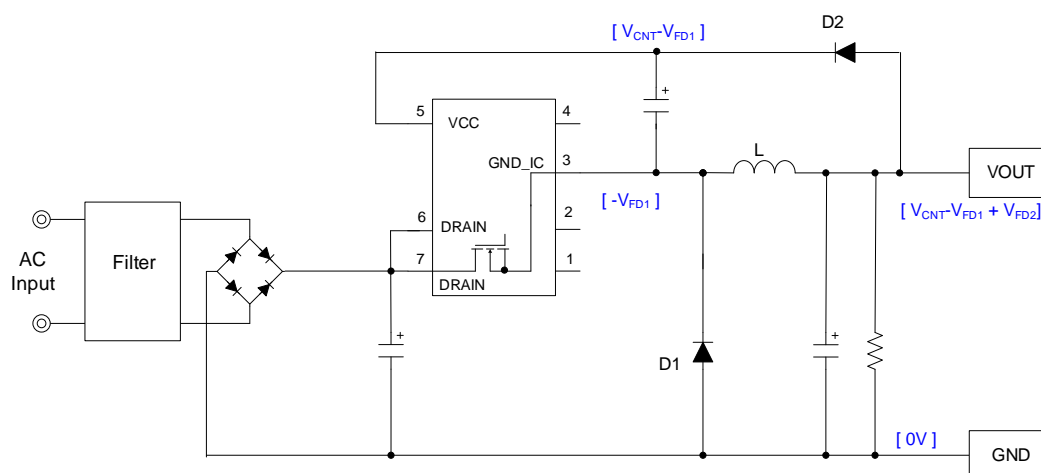 D2
[ VCNT-VFD1 ]
+
5
VCC
4
GND_IC
3
L
VOUT
[ -VFD1 ]
[ VCNT-VFD1 + VFD2]
6
DRAIN
2
7
DRAIN
1
AC
Input
Filter
+
D1
+
[ 0V ]
GND